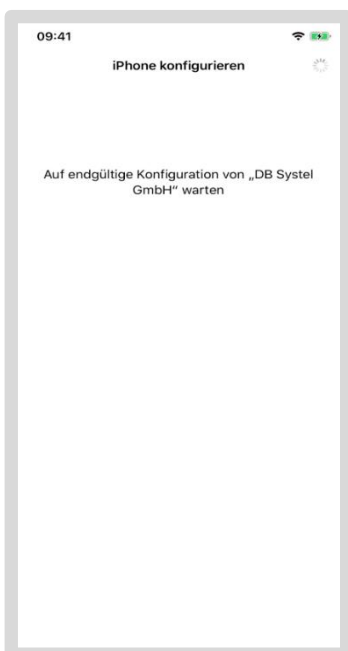 09:41
iPhone konfigurieren
Auf endgültige Konfiguration von „DB Systel
GmbH“ warten